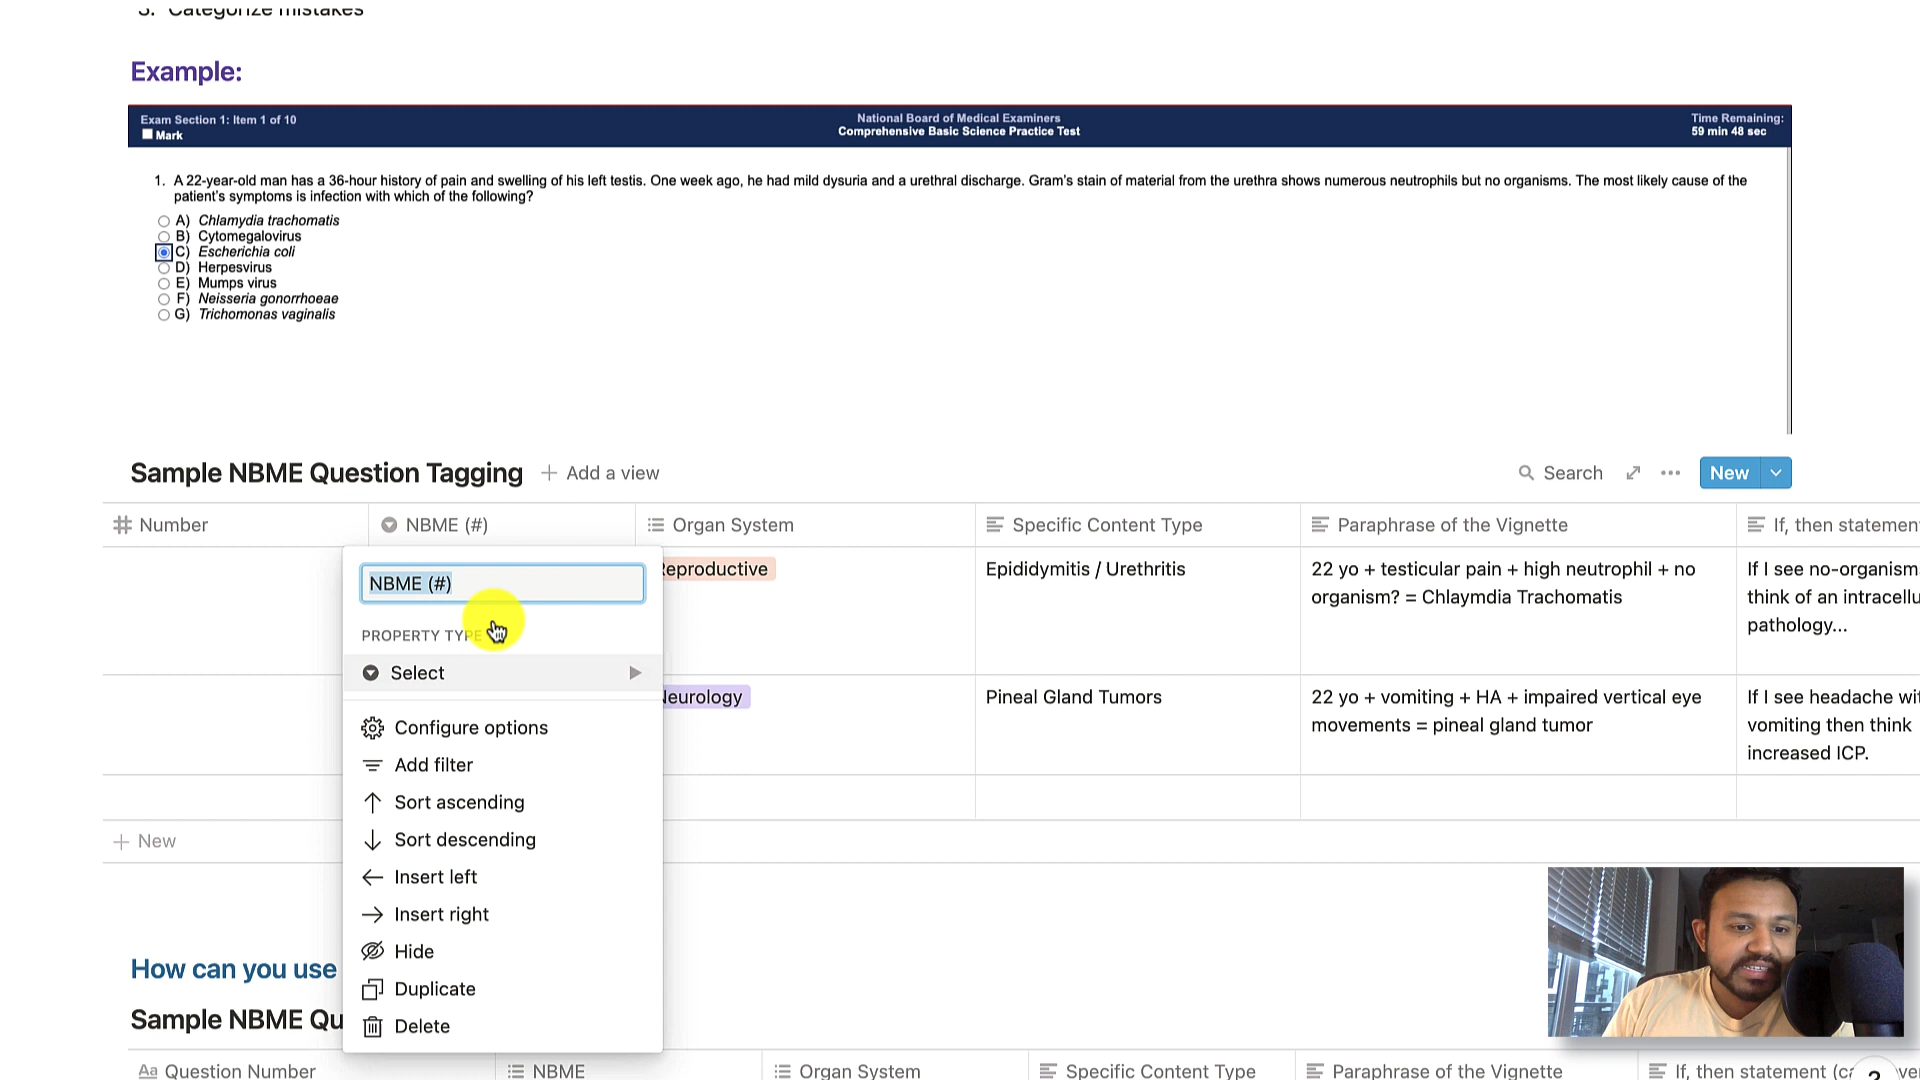 3. Categorize mistakes
Example:
Exam Section 1: Item 1 of 10
Mark
National Board of Medical Examiners
Comprehensive Basic Science Practice Test
Time Remaining:
59 min 48 sec
1. A 22-year-old man has a 36-hour history of pain and swelling of his left testis. One week ago, he had mild dysuria and a urethral discharge. Gram's stain of material from the urethra shows numerous neutrophils but no organisms. The most likely cause of the
patient's symptoms is infection with which of the following?
A) Chlamydia trachomatis
B) Cytomegalovirus
C) Escherichia coli
D) Herpesvirus
E) Mumps virus
F) Neisseria gonorrhoeae
G) Trichomonas vaginalis
Sample NBME Question Tagging
Add a view
Search
New
Number
NBME (#)
Organ System
Specific Content Type
Paraphrase of the Vignette
If, then statemen
eproductive
Epididymitis / Urethritis
22 yo + testicular pain + high neutrophil + no
organism? = Chlaymdia Trachomatis
If I see no-organism
think of an intracellu
pathology...
eurology
Pineal Gland Tumors
22 yo + vomiting + HA + impaired vertical eye
movements = pineal gland tumor
If I see headache wit
vomiting then think
increased ICP.
New
NBME (#)
PROPERTY TYPE
Select
Configure options
Add filter
Sort ascending
Sort descending
Insert left
Insert right
Hide
Duplicate
Delete
How can you use
Sample NBME Qu
Aa Question Number
NBME
Organ System
Specific Content Type
Paraphrase of the Vignette
If, then statement (ca
?